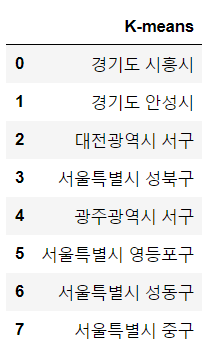 K-means
0 경기도 시흥시
1 경기도 안성시
2 대전광역시 서구
3 서울특별시 성북구
4 광주광역시 서구
5 서울특별시 영등포구
6 서울특별시 성동구
7 서울특별시 중구